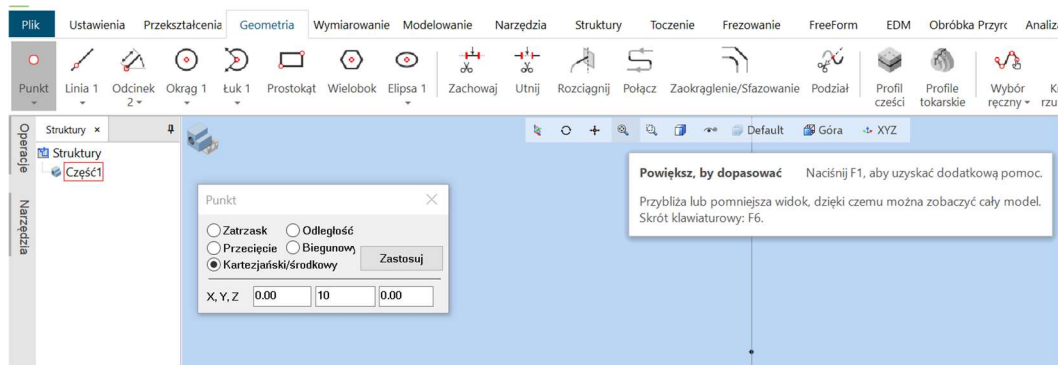 Plik Ustawienia Przekształcenia Geometria Wymiarowanie Modelowanie Narzędzia Struktury Toczenie Frezowanie FreeForm EDM Obróbka Przyrc Analiza
Punkt Linia 1 Odcinek 2 Okrąg 1 Łuk 1 Prostokąt Wielobok Elipsa 1 Zachowaj Utnij Rozciągnij Połącz Zaokrąglenie/Sfazowanie Podział Profil części Profile tokarskie Wybór ręczny rzu
Operacje
Narzędzia
Struktury ×
Struktury
Część1
Default Góra XYZ
Powiększ, by dopasować Naciśnij F1, aby uzyskać dodatkową pomoc.
Przybliża lub pomniejsza widok, dzięki czemu można zobaczyć cały model.
Skrót klawiaturowy: F6.
Punkt
Zatrzask Odległość
Przecięcie Biegunowy
Kartezjański/środkowy Zastosuj
X, Y, Z 0.00 10 0.00